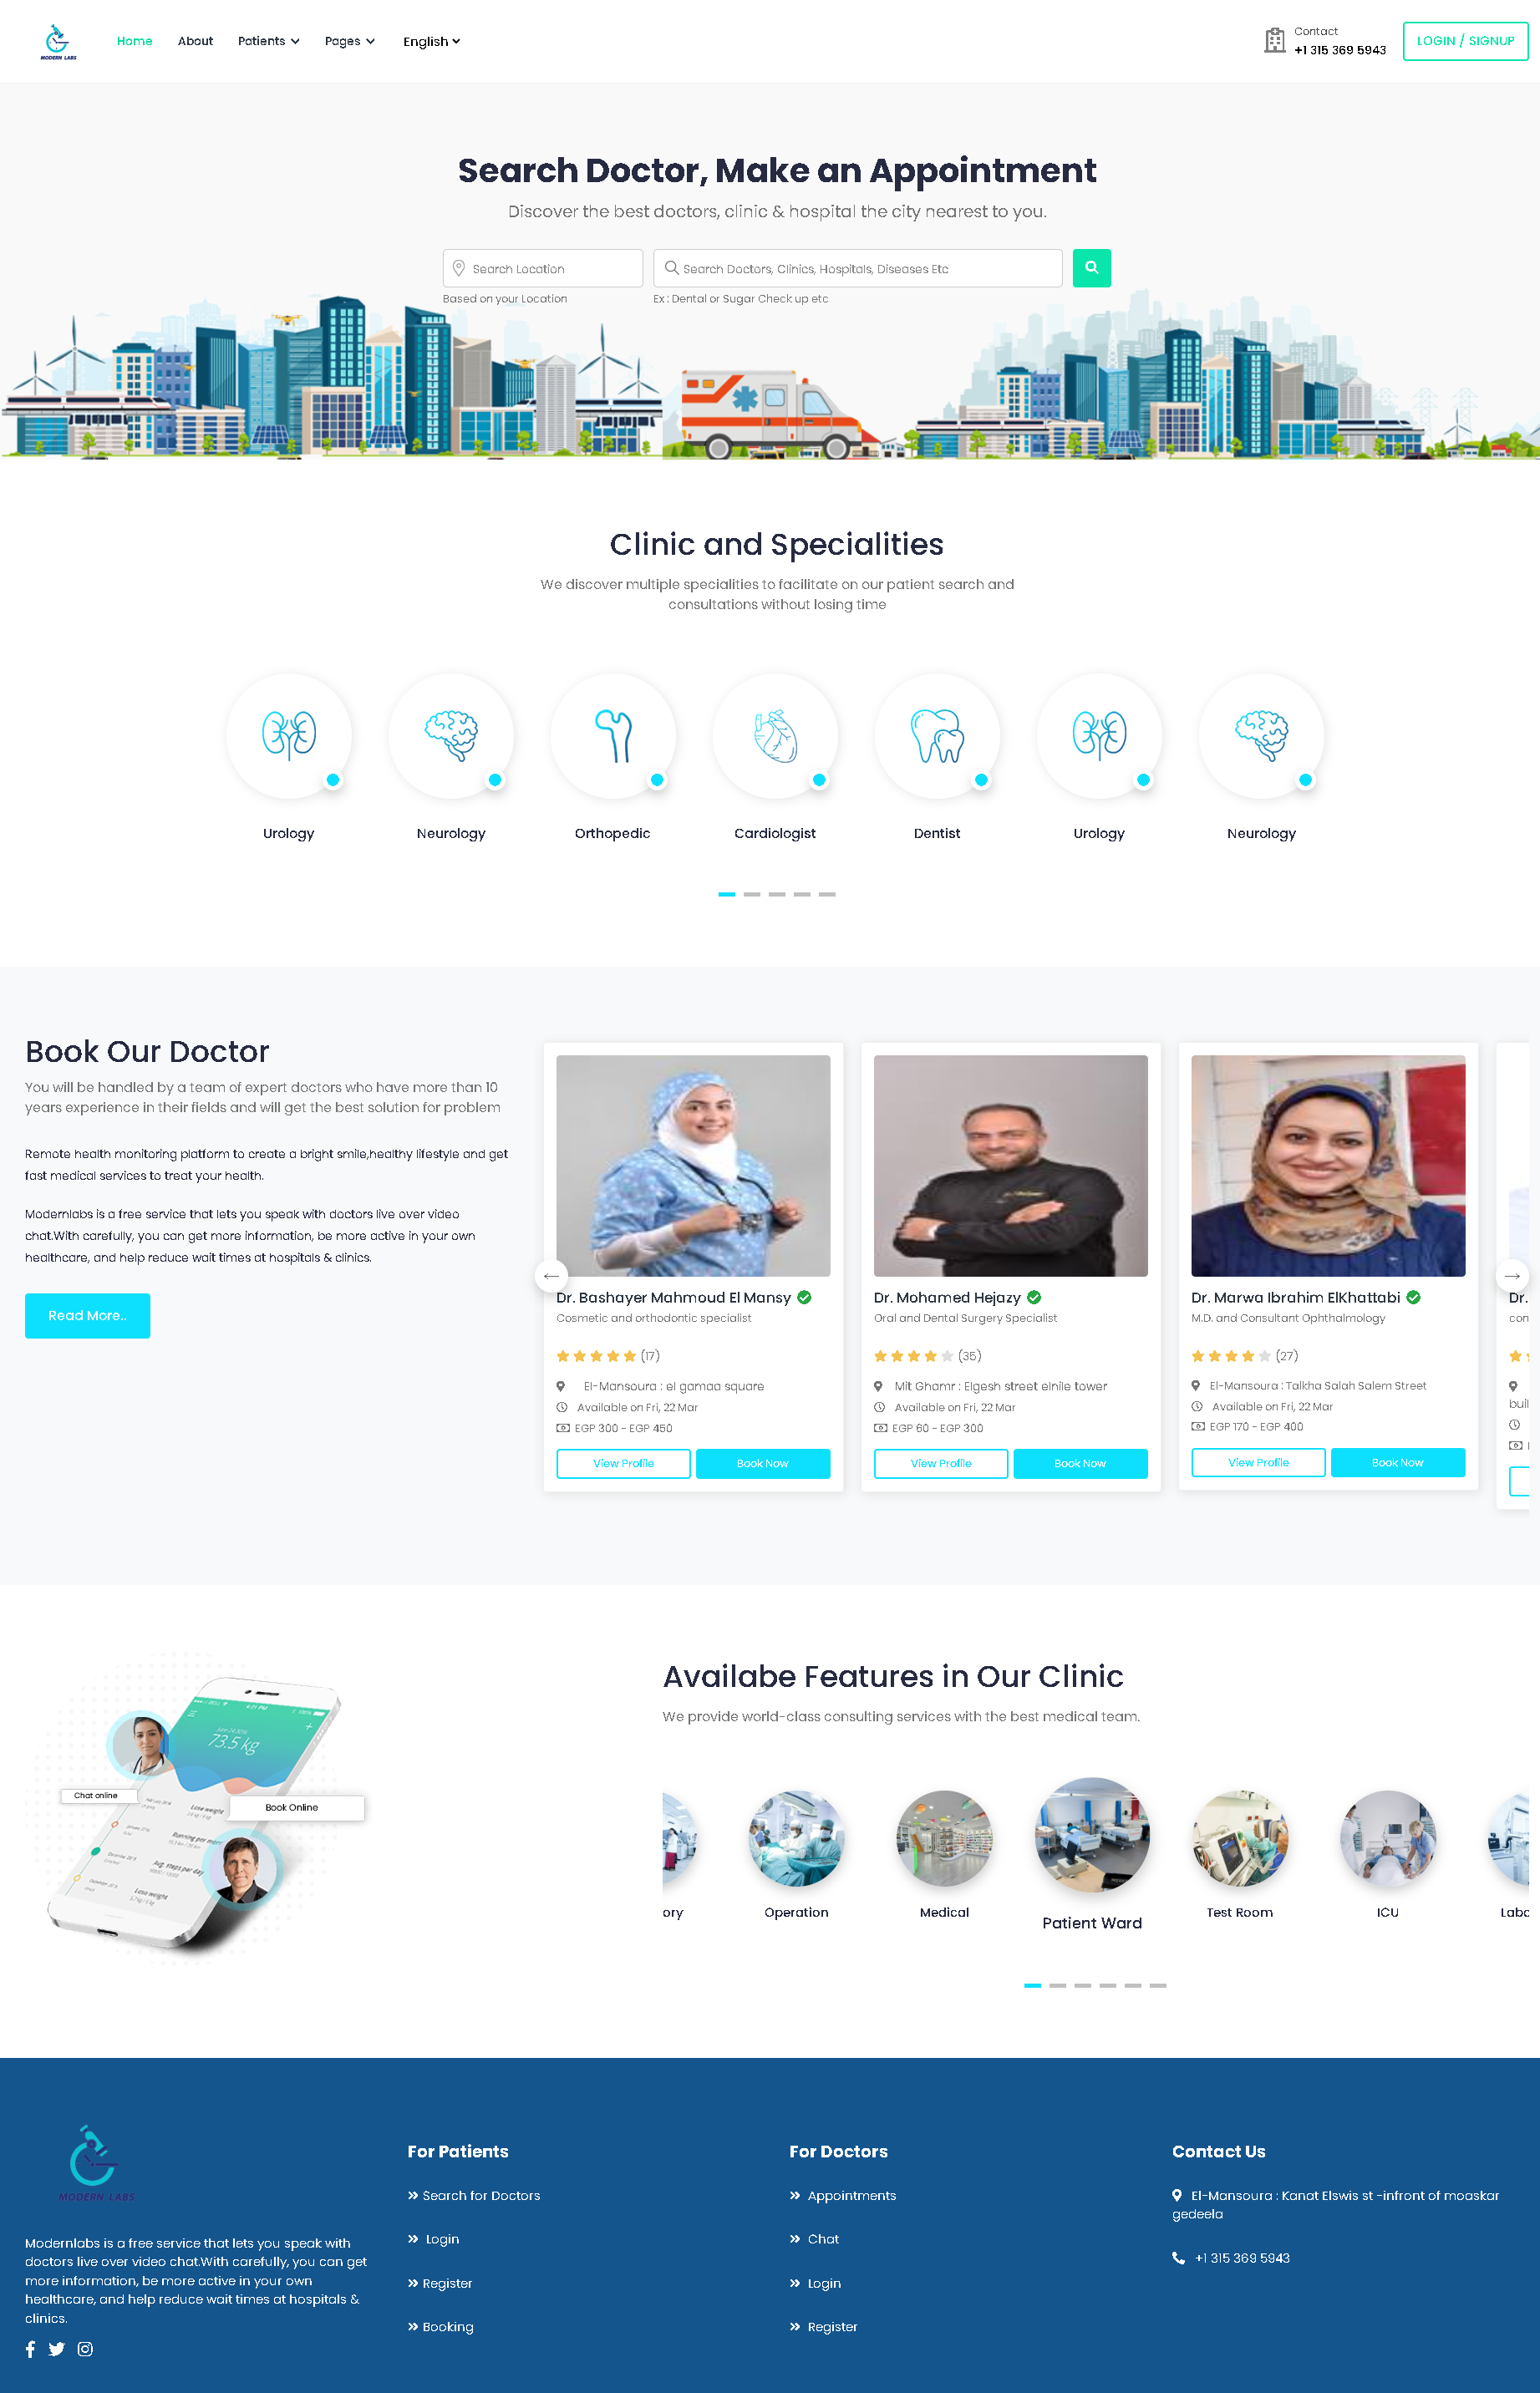 MODERN LABS
Home
About
Patients
Pages
English
Contact
+1 315 369 5943
LOGIN / SIGNUP
Search Doctor, Make an Appointment
Discover the best doctors, clinic & hospital the city nearest to you.
Search Location
Search Doctors, Clinics, Hospitals, Diseases Etc
Based on your Location
Ex : Dental or Sugar Check up etc
Clinic and Specialities
We discover multiple specialities to facilitate on our patient search and
consultations without losing time
Urology
Neurology
Orthopedic
Cardiologist
Dentist
Urology
Neurology
Book Our Doctor
You will be handled by a team of expert doctors who have more than 10
years experience in their fields and will get the best solution for problem
Remote health monitoring platform to create a bright smile,healthy lifestyle and get
fast medical services to treat your health.
Modernlabs is a free service that lets you speak with doctors live over video
chat.With carefully, you can get more information, be more active in your own
healthcare, and help reduce wait times at hospitals & clinics.
Read More..
Dr. Bashayer Mahmoud El Mansy
Cosmetic and orthodontic specialist
(17)
El-Mansoura : el gamaa square
Available on Fri, 22 Mar
EGP 300 - EGP 450
View Profile
Book Now
Dr. Mohamed Hejazy
Oral and Dental Surgery Specialist
(35)
Mit Ghamr : Elgesh street elnile tower
Available on Fri, 22 Mar
EGP 60 - EGP 300
View Profile
Book Now
Dr. Marwa Ibrahim ElKhattabi
M.D. and Consultant Ophthalmology
(27)
El-Mansoura : Talkha Salah Salem Street
Available on Fri, 22 Mar
EGP 170 - EGP 400
View Profile
Book Now
Dr.
con
buil
Availabe Features in Our Clinic
We provide world-class consulting services with the best medical team.
73.5 kg
Chat online
Book Online
Lose weight
Running per mon
Avg. steps per day
Lose weight
ory
Operation
Medical
Patient Ward
Test Room
ICU
Labo
MODERN LABS
Modernlabs is a free service that lets you speak with
doctors live over video chat.With carefully, you can get
more information, be more active in your own
healthcare, and help reduce wait times at hospitals &
clinics.
For Patients
Search for Doctors
Login
Register
Booking
For Doctors
Appointments
Chat
Login
Register
Contact Us
El-Mansoura : Kanat Elswis st -infront of moaskar
gedeela
+1 315 369 5943